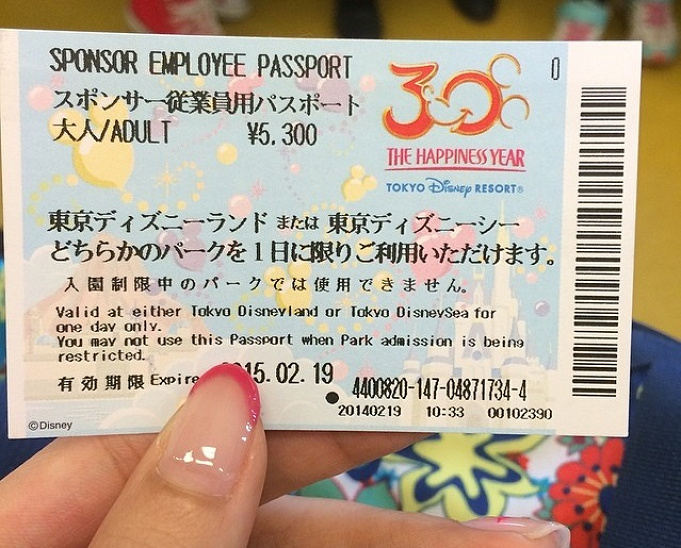 SPONSOR EMPLOYEE PASSPORT
スポンサー従業員用パスポート
大人/ADULT ¥5.300
0
30
THE HAPPINESS YEAR
TOKYO Disney RESORT®
東京ディズニーランド または 東京ディズニーシー
どちらかのパークを1日に限りご利用いただけます。
入園制限中のパークでは使用できません。
Valid at either Tokyo Disneyland or Tokyo DisneySea for
one day only.
You may not use this Passport when Park admission is being
restricted.
有効期限 Expire 15.02.19
4400820-147-04871734-4
20140219 10:33 00102390
©Disney